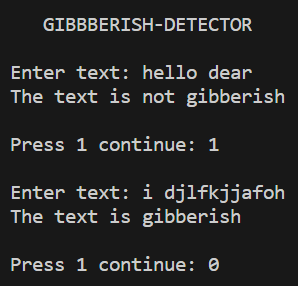 GIBBBERISH-DETECTOR
Enter text: hello dear
The text is not gibberish
Press 1 continue: 1
Enter text: i djlfkjjafoh
The text is gibberish
Press 1 continue: 0